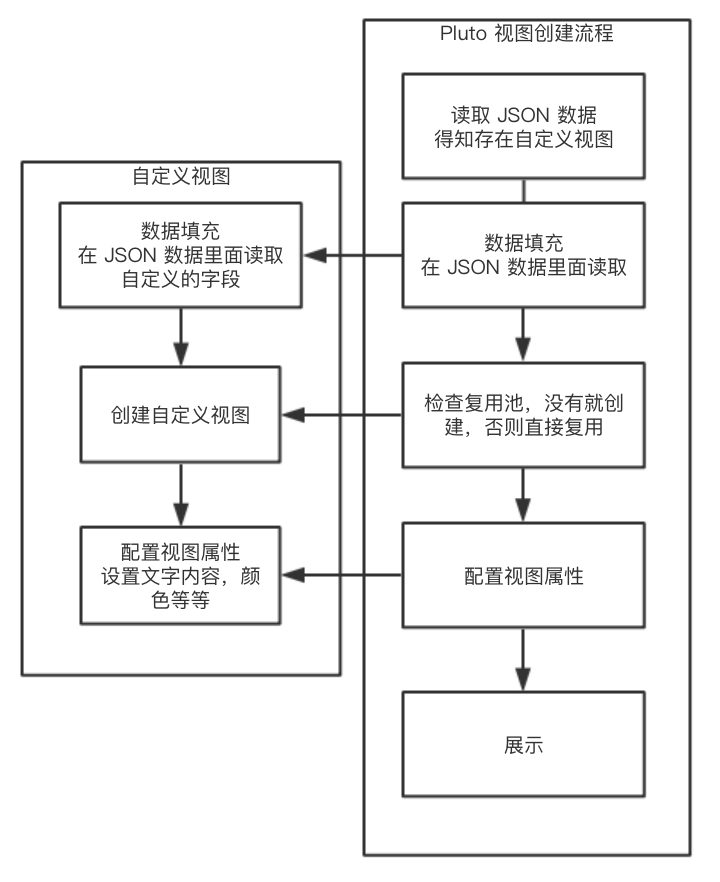 Pluto 视图创建流程
读取 JSON 数据
得知存在自定义视图
自定义视图
数据填充
在 JSON 数据里面读取
自定义的字段
数据填充
在 JSON 数据里面读取
创建自定义视图
检查复用池，没有就创
建，否则直接复用
配置视图属性
设置文字内容，颜
色等等
配置视图属性
展示